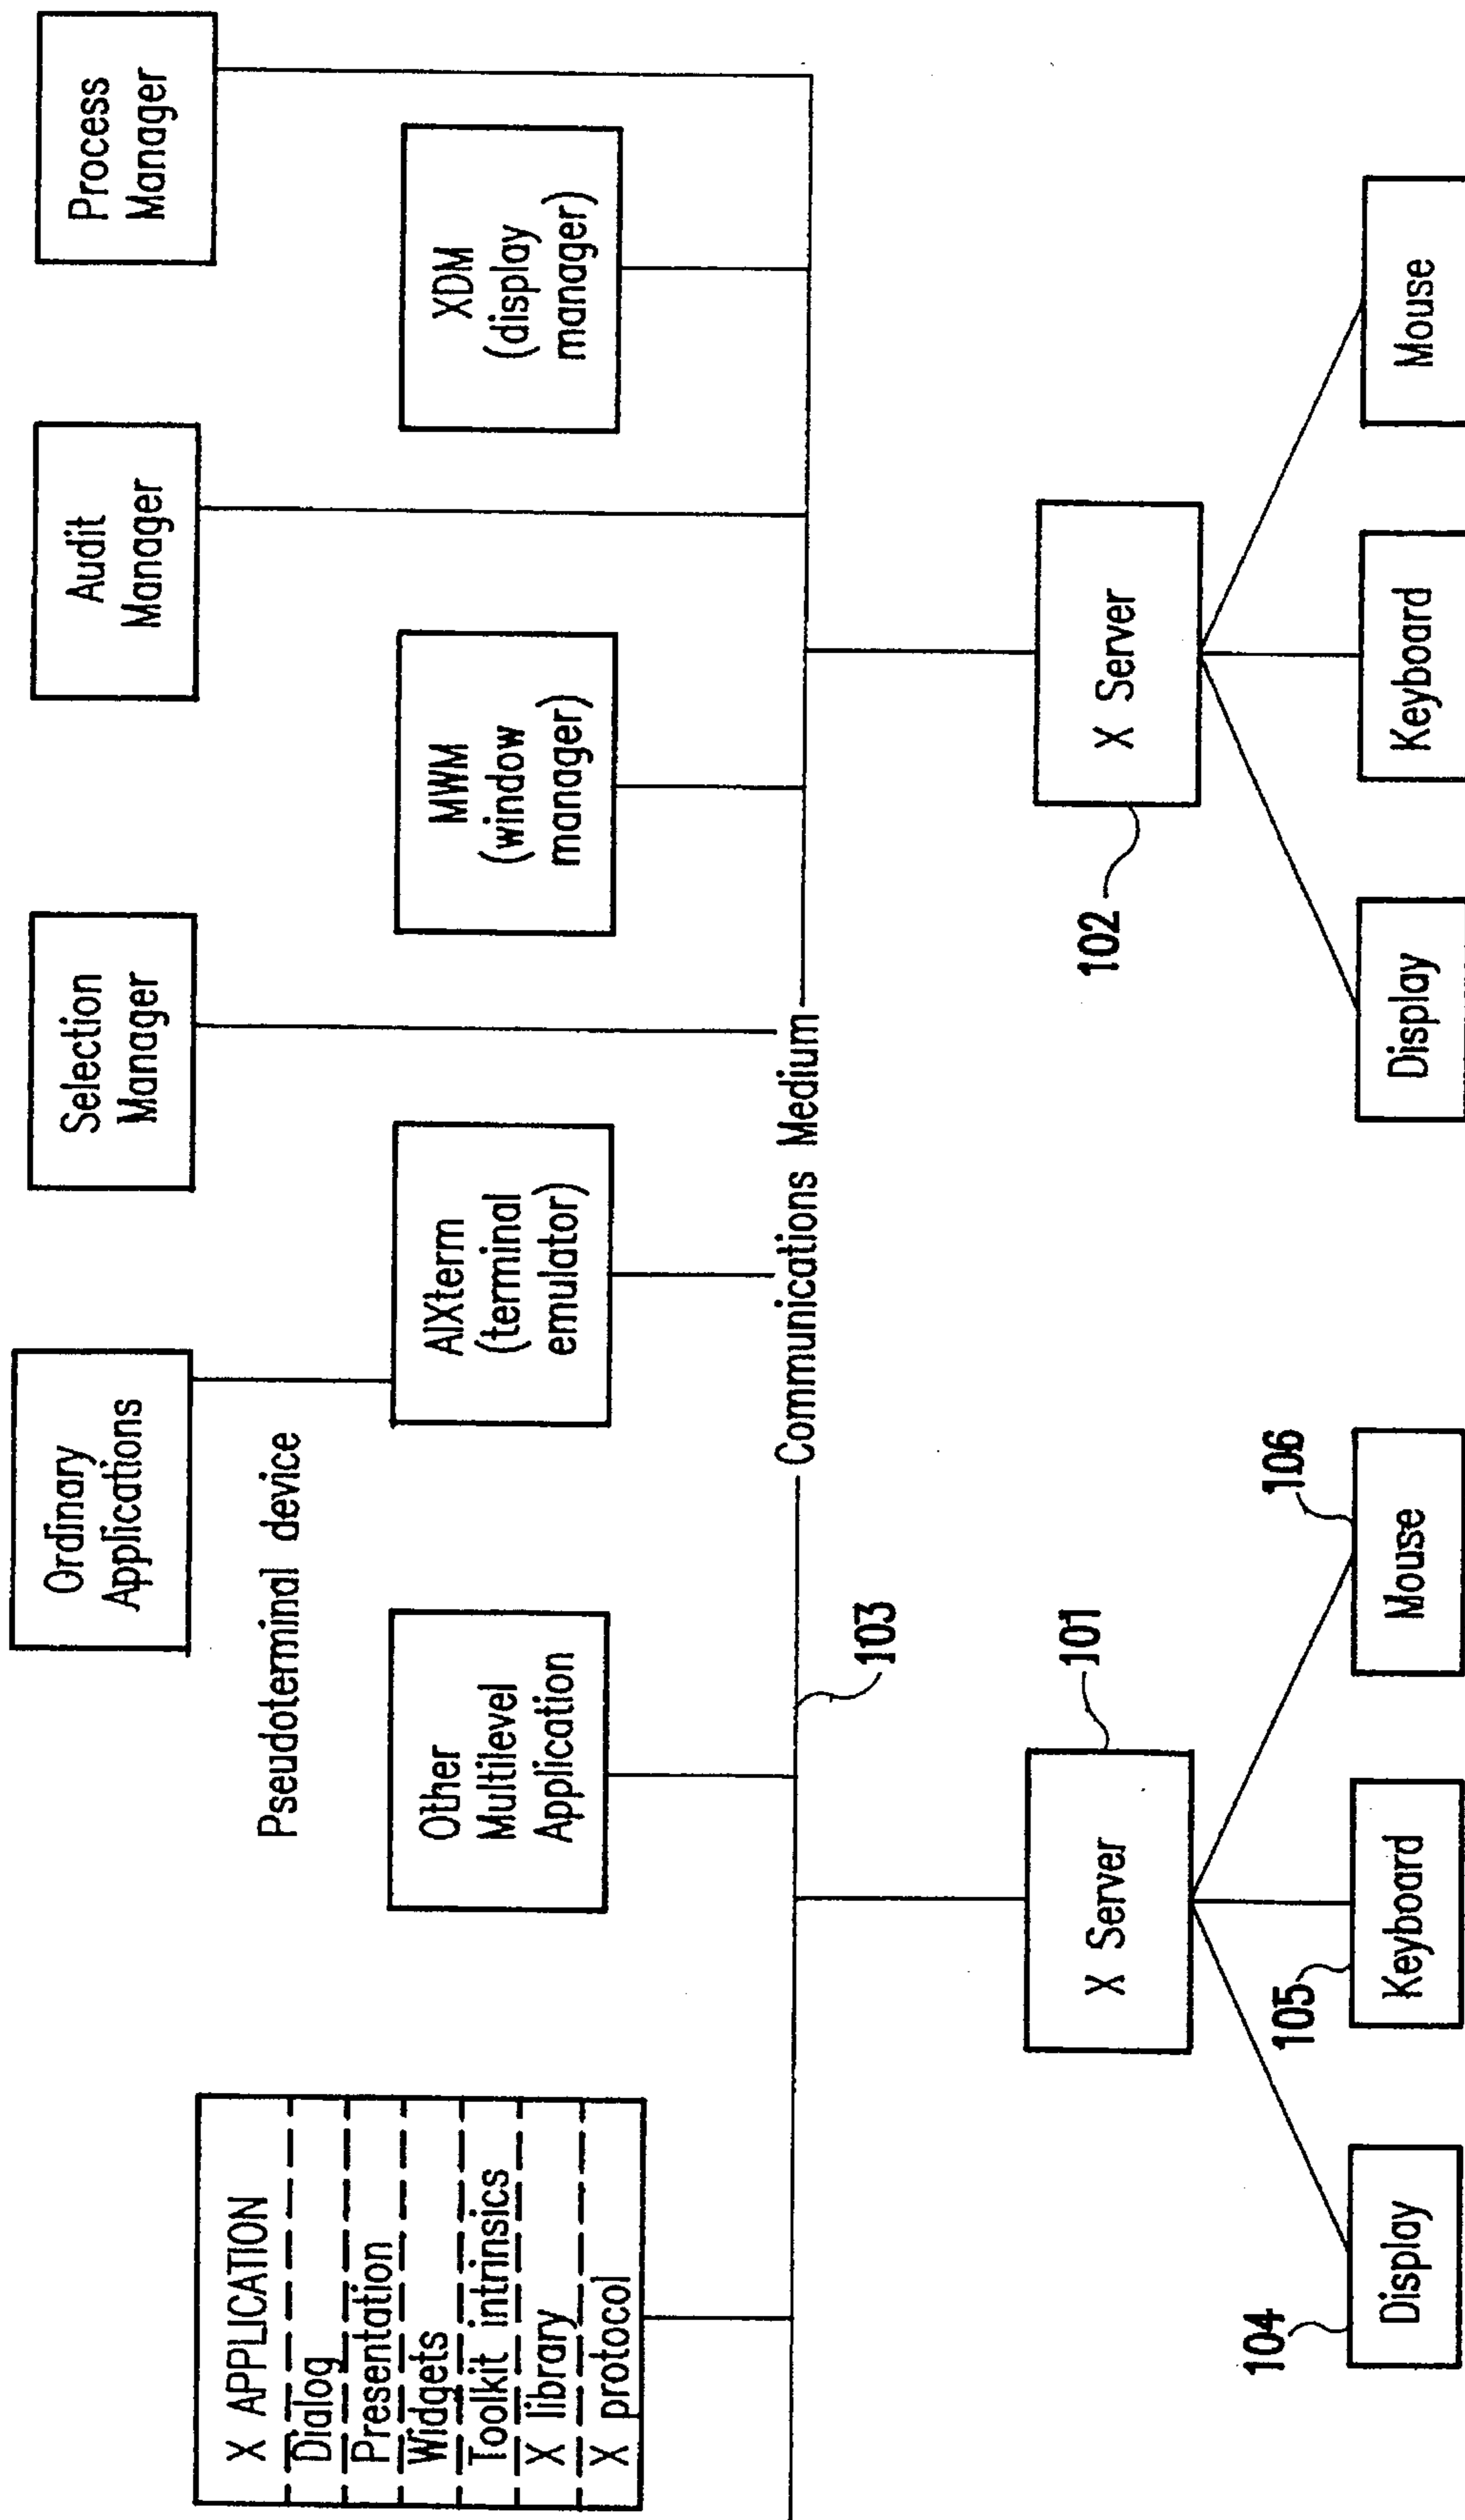 Ordinary
Applications
Selection
Manager
Audit
Manager
Process
Manager
Pseudoterminal device
X APPLICATION
Dialog
Presentation
Widgets
Toolkit intrinsics
X library
X protocol
Other
Multilevel
Application
AIXterm
(terminal
emulator)
MWM
(window
manager)
XDM
(display
manager)
Communications Medium
103
101
X Server
102
X Server
104
105
106
Display
Keyboard
Mouse
Display
Keyboard
Mouse